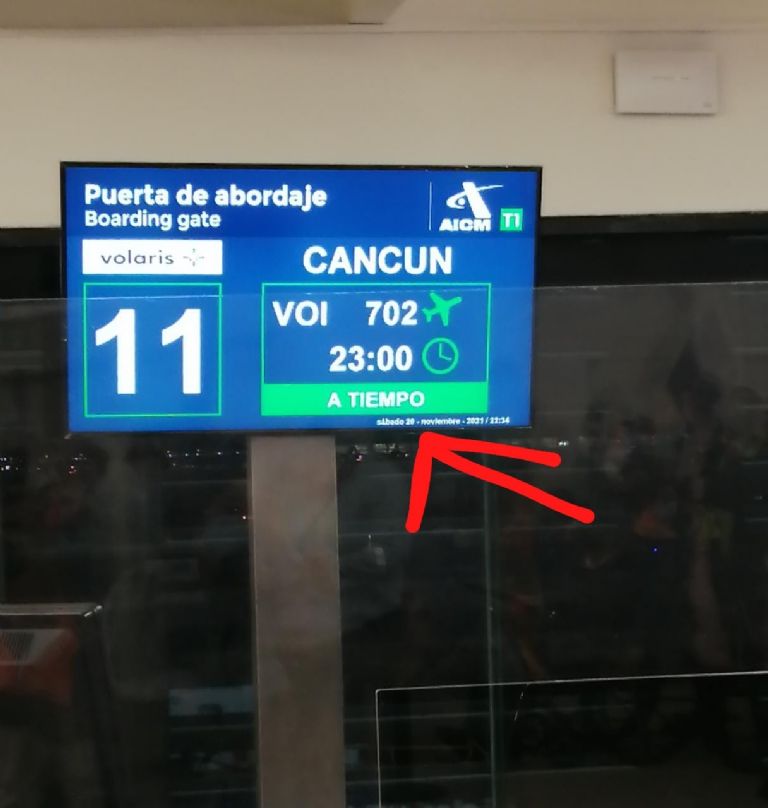 Puerta de abordaje
Boarding gate
AICM T1
volaris
CANCUN
11
VOI 702
23:00
A TIEMPO
sábado 20 - noviembre - 2021 / 22:34